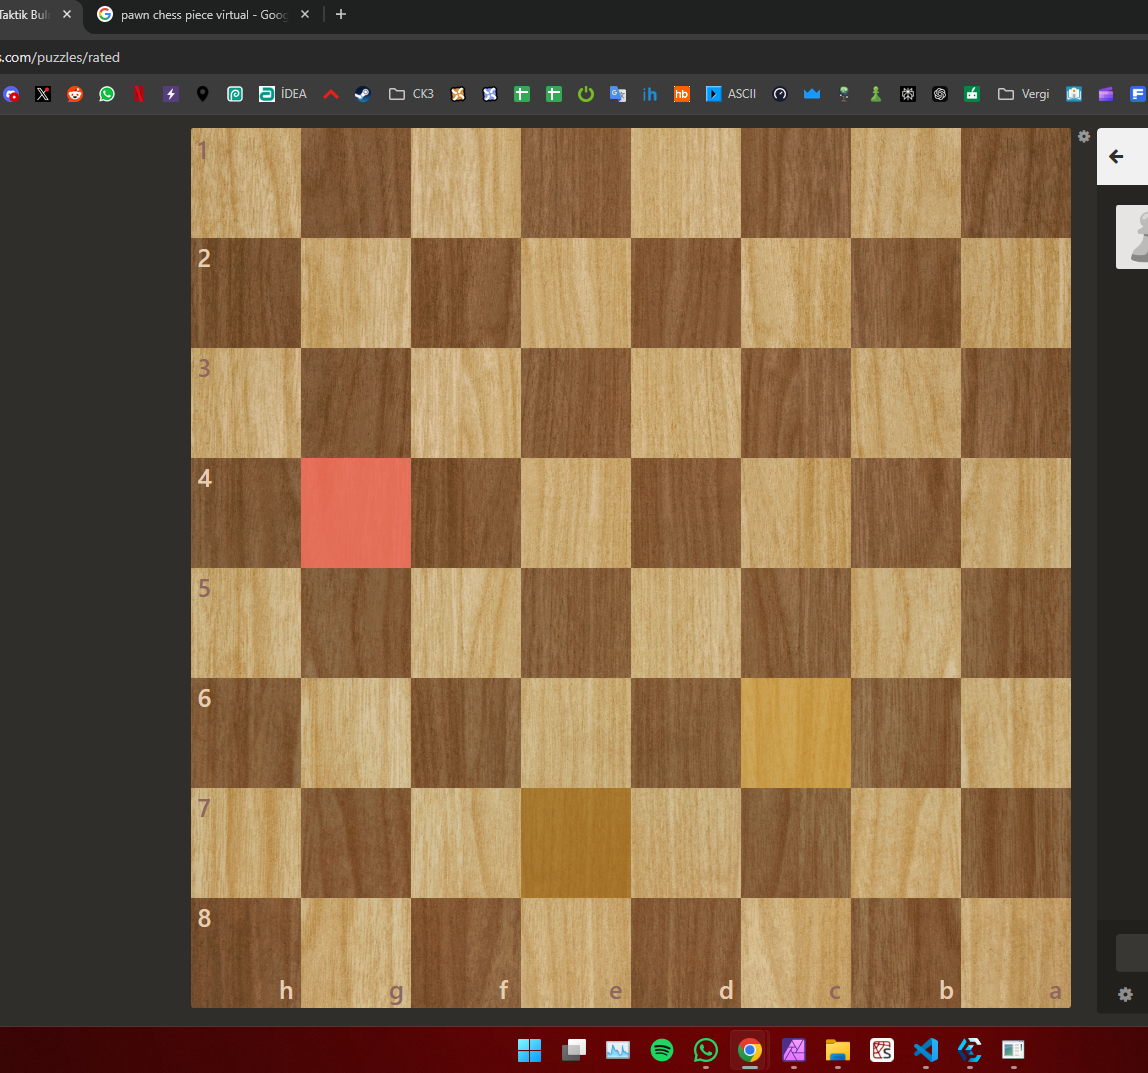 Taktik Bul
pawn chess piece virtual - Goog
s.com/puzzles/rated
İDEA
CK3
ih
hb
ASCII
Vergi
1
2
3
4
5
6
7
8
h g f e d c b a